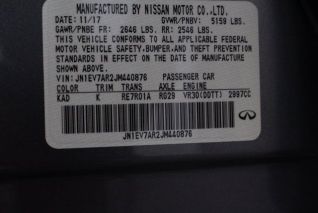 MANUFACTURED BY NISSAN MOTOR CO.,LTD.
DATE: 11/17 GVWR/PNBV: 5159 LBS.
GAWR/PNBE FR: 2646 LBS. RR: 2546 LBS.
THIS VEHICLE CONFORMS TO ALL APPLICABLE FEDERAL
MOTOR VEHICLE SAFETY,BUMPER,AND THEFT PREVENTION
STANDARDS IN EFFECT ON THE DATE OF MANUFACTURE
SHOWN ABOVE.
VIN: JN1EV7AR2JM440876 PASSENGER CAR
COLOR TRIM TRANS AXLE ENGINE
KAD K RE7R01A RG29 VR30(DDTT) 2997CC
JN1EV7AR2JM440876